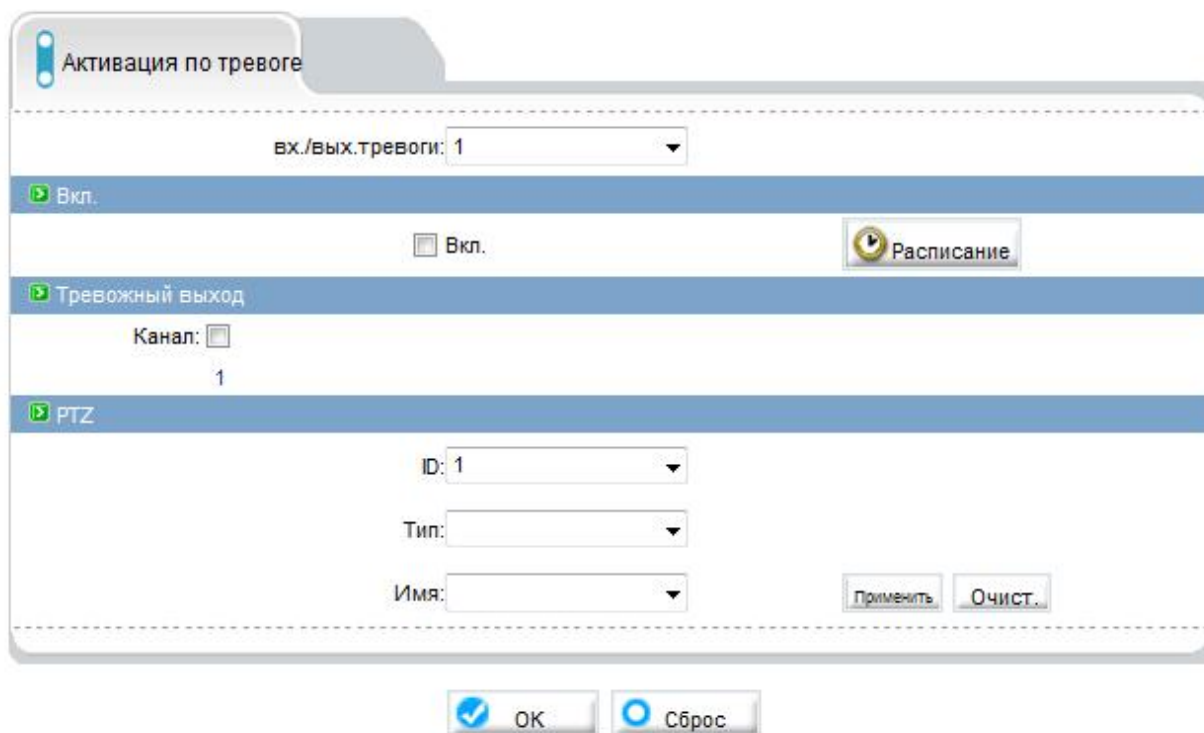 Активация по тревоге
вх./вых.тревоги: 1
Вкл.
Вкл. Расписание
Тревожный выход
Канал:
1
PTZ
ID: 1
Тип:
Имя: Применить Очист.
OK Сброс